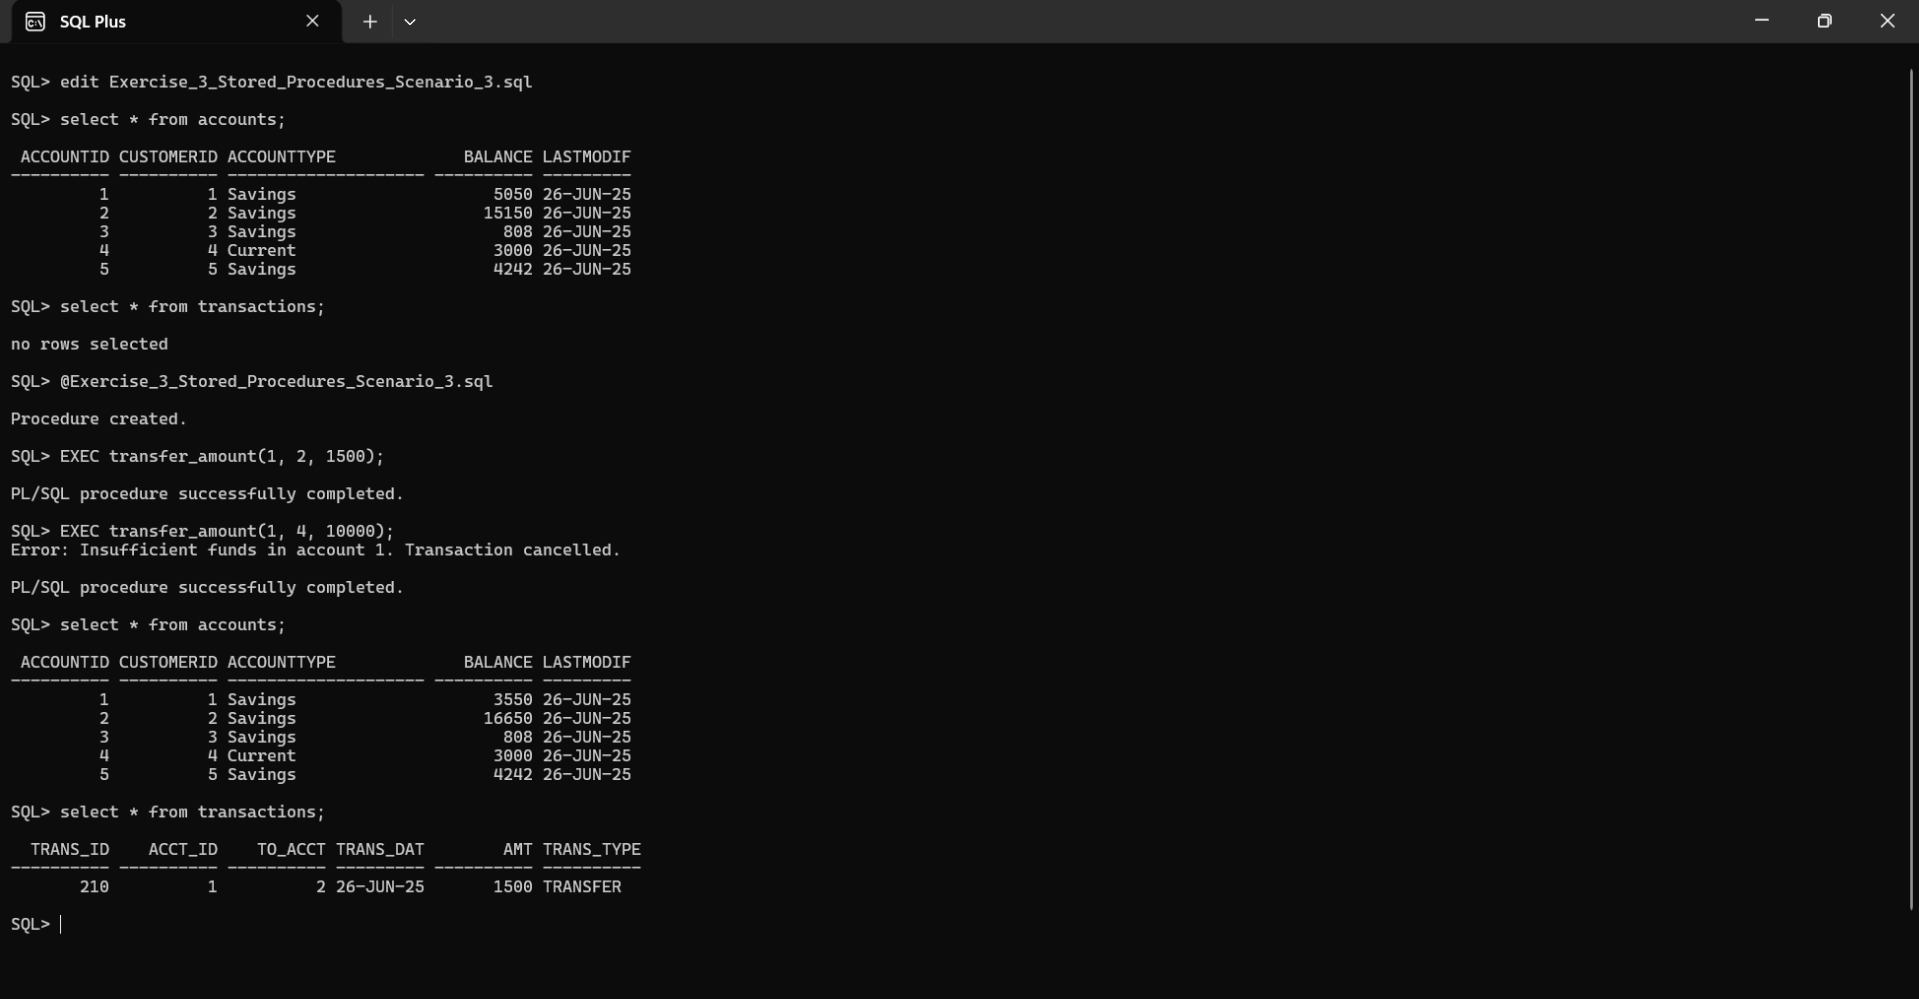 SQL Plus
SQL> edit Exercise_3_Stored_Procedures_Scenario_3.sql
SQL> select * from accounts;
 ACCOUNTID CUSTOMERID ACCOUNTTYPE             BALANCE LASTMODIF
---------- ---------- -------------------- ---------- ---------
         1          1 Savings                    5050 26-JUN-25
         2          2 Savings                   15150 26-JUN-25
         3          3 Savings                     808 26-JUN-25
         4          4 Current                    3000 26-JUN-25
         5          5 Savings                    4242 26-JUN-25
SQL> select * from transactions;
no rows selected
SQL> @Exercise_3_Stored_Procedures_Scenario_3.sql
Procedure created.
SQL> EXEC transfer_amount(1, 2, 1500);
PL/SQL procedure successfully completed.
SQL> EXEC transfer_amount(1, 4, 10000);
Error: Insufficient funds in account 1. Transaction cancelled.
PL/SQL procedure successfully completed.
SQL> select * from accounts;
 ACCOUNTID CUSTOMERID ACCOUNTTYPE             BALANCE LASTMODIF
---------- ---------- -------------------- ---------- ---------
         1          1 Savings                    3550 26-JUN-25
         2          2 Savings                   16650 26-JUN-25
         3          3 Savings                     808 26-JUN-25
         4          4 Current                    3000 26-JUN-25
         5          5 Savings                    4242 26-JUN-25
SQL> select * from transactions;
  TRANS_ID    ACCT_ID    TO_ACCT TRANS_DAT        AMT TRANS_TYPE
---------- ---------- ---------- --------- ---------- ----------
       210          1          2 26-JUN-25       1500 TRANSFER
SQL>